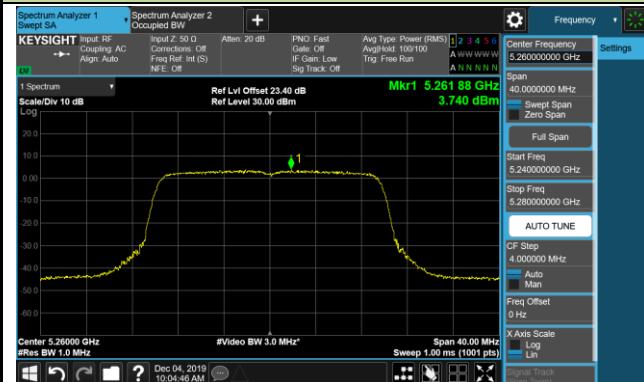 Spectrum Analyzer 1
Swept SA
Spectrum Analyzer 2
Occupied BW
+
Frequency
KEYSIGHT
Input: RF
Coupling: AC
Align: Auto
Input Z: 50 Ω
Corrections: Off
Freq Ref: Int (S)
NFE: Off
Atten: 20 dB
PNO: Fast
Gate: Off
IF Gain: Low
Sig Track: Off
Avg Type: Power (RMS)
Avg|Hold: 100/100
Trig: Free Run
1 2 3 4 5 6
A W W W W W
A N N N N N
1 Spectrum
Scale/Div 10 dB
Log
Ref Lvl Offset 23.40 dB
Ref Level 30.00 dBm
Mkr1 5.261 88 GHz
3.740 dBm
20.0
10.0
0.00
-10.0
-20.0
-30.0
-40.0
-50.0
-60.0
1
Center 5.26000 GHz
#Res BW 1.0 MHz
#Video BW 3.0 MHz*
Span 40.00 MHz
Sweep 1.00 ms (1001 pts)
Center Frequency
5.260000000 GHz
Span
40.0000000 MHz
Swept Span
Zero Span
Full Span
Start Freq
5.240000000 GHz
Stop Freq
5.280000000 GHz
AUTO TUNE
CF Step
4.000000 MHz
Auto
Man
Freq Offset
0 Hz
X Axis Scale
Log
Lin
Signal Track
Settings
?
Dec 04, 2019
10:04:46 AM